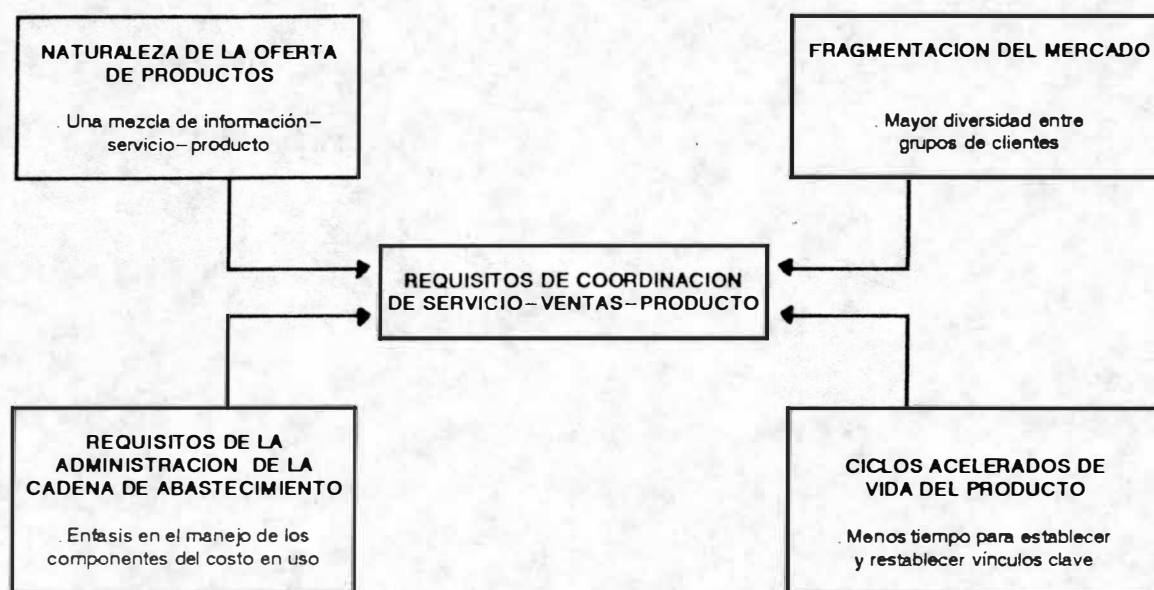 NATURALEZA DE LA OFERTA
DE PRODUCTOS
. Una mezcla de información–
servicio–producto
FRAGMENTACION DEL MERCADO
. Mayor diversidad entre
grupos de clientes
REQUISITOS DE COORDINACION
DE SERVICIO–VENTAS–PRODUCTO
REQUISITOS DE LA
ADMINISTRACION DE LA
CADENA DE ABASTECIMIENTO
. Enfasis en el manejo de los
componentes del costo en uso
CICLOS ACELERADOS DE
VIDA DEL PRODUCTO
. Menos tiempo para establecer
y restablecer vínculos clave